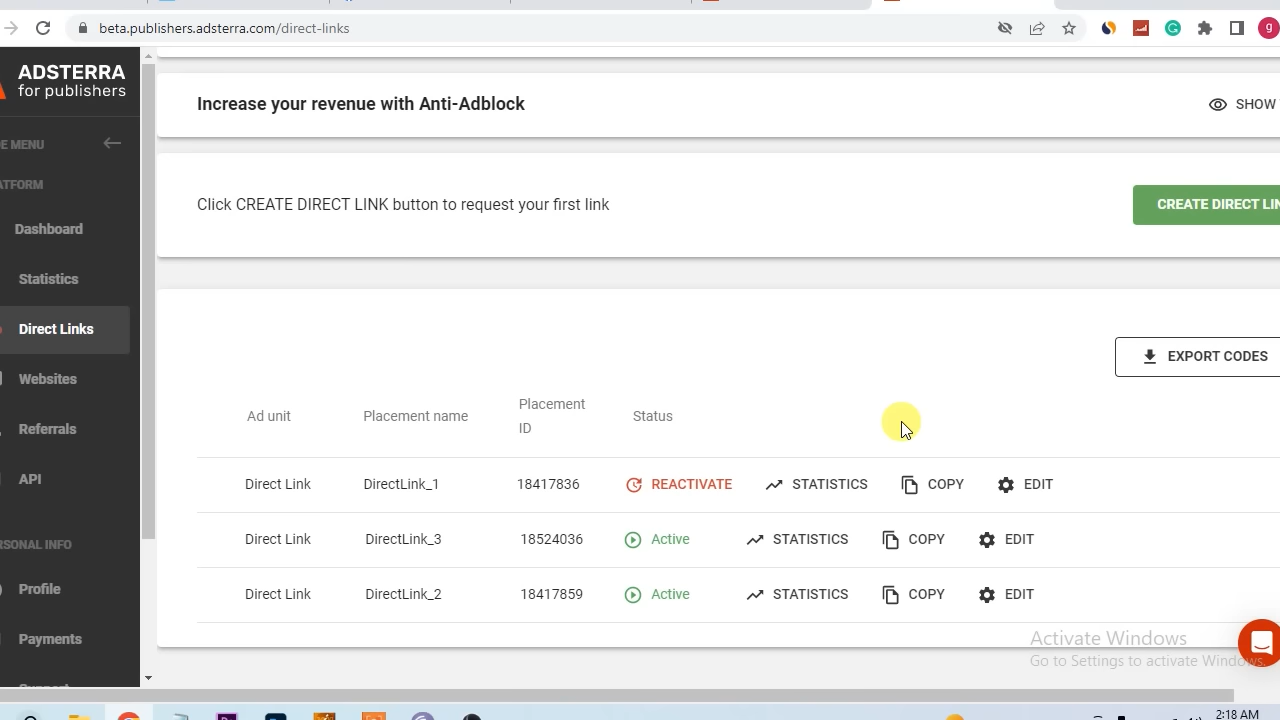 beta.publishers.adsterra.com/direct-links
g
ADSTERRA
for publishers
Increase your revenue with Anti-Adblock
SHOW
E MENU
ATFORM
Click CREATE DIRECT LINK button to request your first link
CREATE DIRECT LIN
Dashboard
Statistics
Direct Links
Websites
Referrals
API
RSONAL INFO
Profile
Payments
EXPORT CODES
Ad unit Placement name Placement ID Status
Direct Link DirectLink_1 18417836 REACTIVATE STATISTICS COPY EDIT
Direct Link DirectLink_3 18524036 Active STATISTICS COPY EDIT
Direct Link DirectLink_2 18417859 Active STATISTICS COPY EDIT
Activate Windows
Go to Settings to activate Windows.
2:18 AM